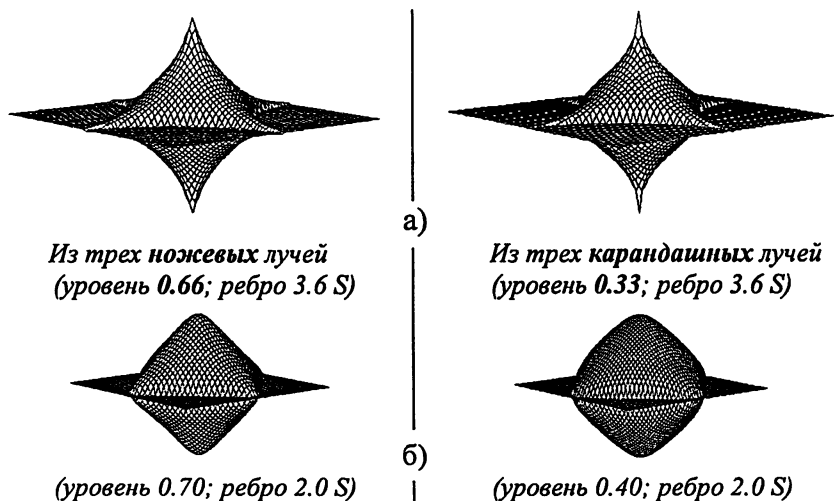 а)
Из трех ножевых лучей
(уровень 0.66; ребро 3.6 S)
Из трех карандашных лучей
(уровень 0.33; ребро 3.6 S)
б)
(уровень 0.70; ребро 2.0 S)
(уровень 0.40; ребро 2.0 S)